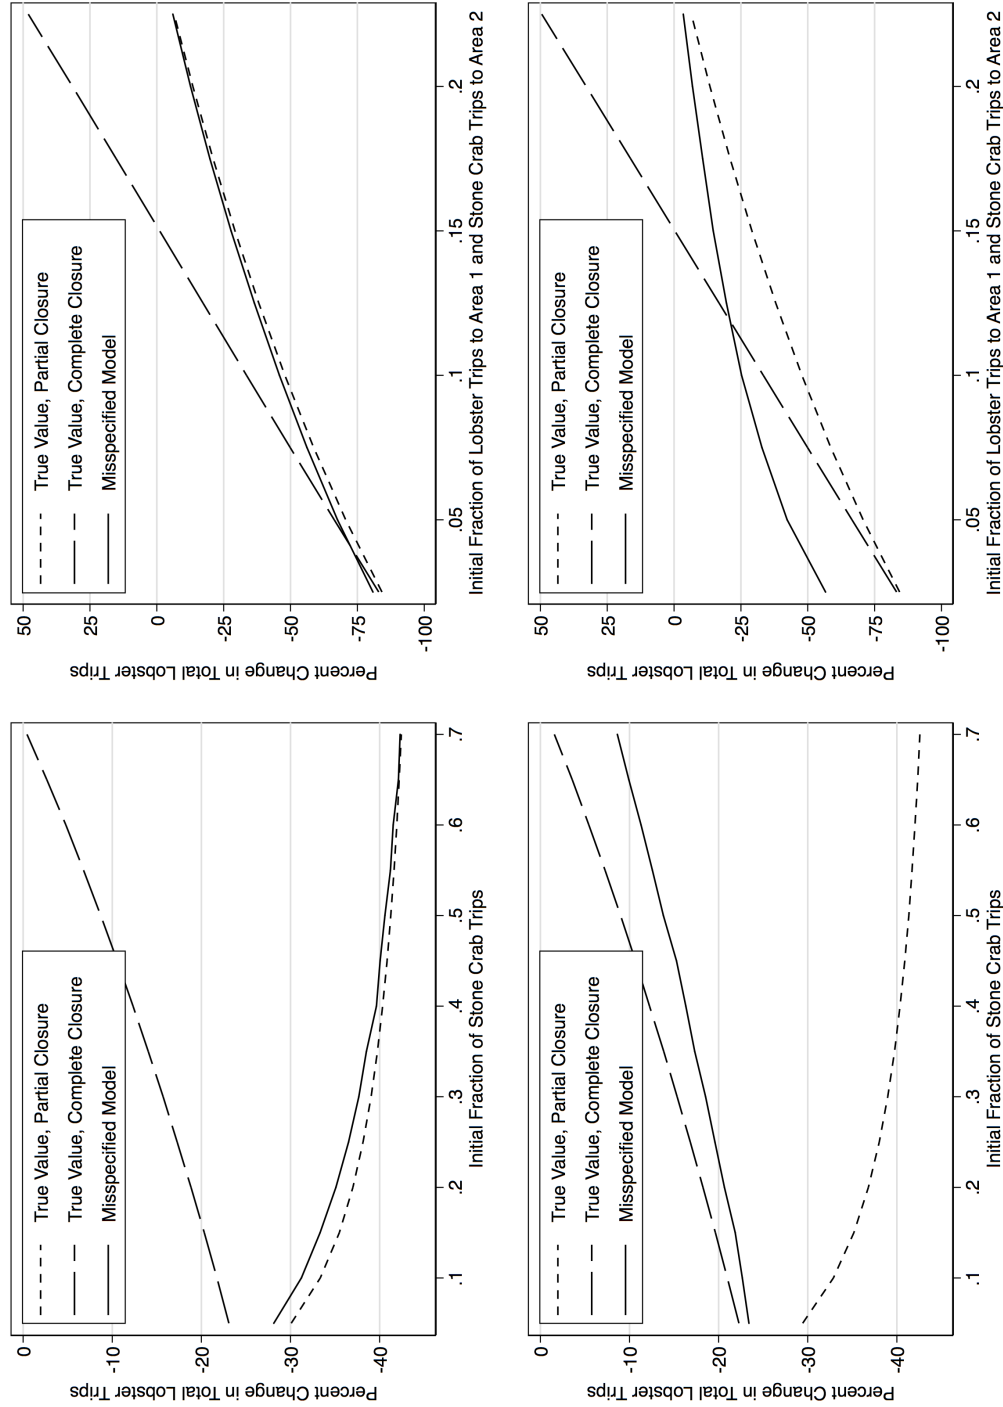 Percent Change in Total Lobster Trips
0
-10
-20
-30
-40
True Value, Partial Closure
True Value, Complete Closure
Misspecified Model
.1 .2 .3 .4 .5 .6 .7
Initial Fraction of Stone Crab Trips
Percent Change in Total Lobster Trips
50
25
0
-25
-50
-75
-100
True Value, Partial Closure
True Value, Complete Closure
Misspecified Model
.05 .1 .15 .2
Initial Fraction of Lobster Trips to Area 1 and Stone Crab Trips to Area 2
Percent Change in Total Lobster Trips
0
-10
-20
-30
-40
True Value, Partial Closure
True Value, Complete Closure
Misspecified Model
.1 .2 .3 .4 .5 .6 .7
Initial Fraction of Stone Crab Trips
Percent Change in Total Lobster Trips
50
25
0
-25
-50
-75
-100
True Value, Partial Closure
True Value, Complete Closure
Misspecified Model
.05 .1 .15 .2
Initial Fraction of Lobster Trips to Area 1 and Stone Crab Trips to Area 2